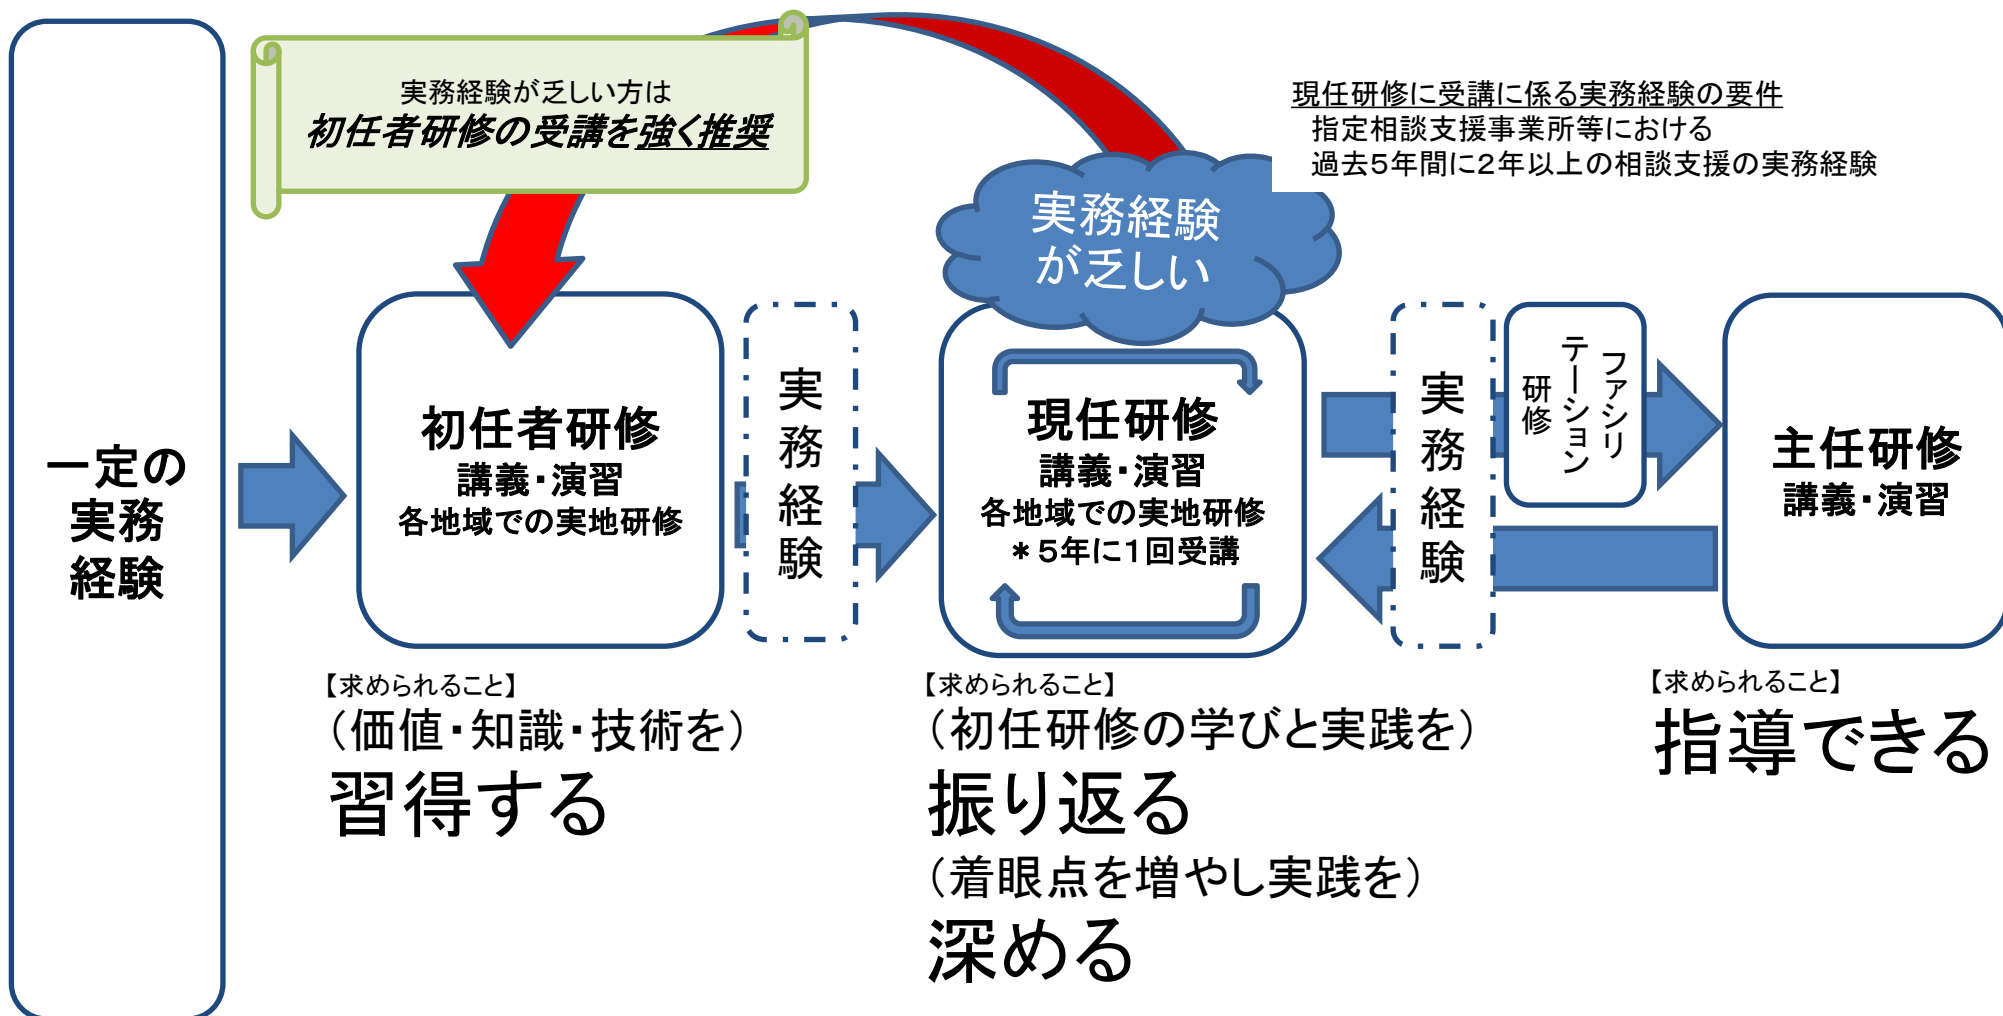 実務経験が乏しい方は
初任者研修の受講を強く推奨
現任研修に受講に係る実務経験の要件
指定相談支援事業所等における
過去5年間に2年以上の相談支援の実務経験
実務経験
が乏しい
一定の
実務
経験
初任者研修
講義・演習
各地域での実地研修
実務経験
現任研修
講義・演習
各地域での実地研修
＊5年に1回受講
実務経験
ファシリ
テーション
研修
主任研修
講義・演習
【求められること】
（価値・知識・技術を）
習得する
【求められること】
（初任研修の学びと実践を）
振り返る
（着眼点を増やし実践を）
深める
【求められること】
指導できる